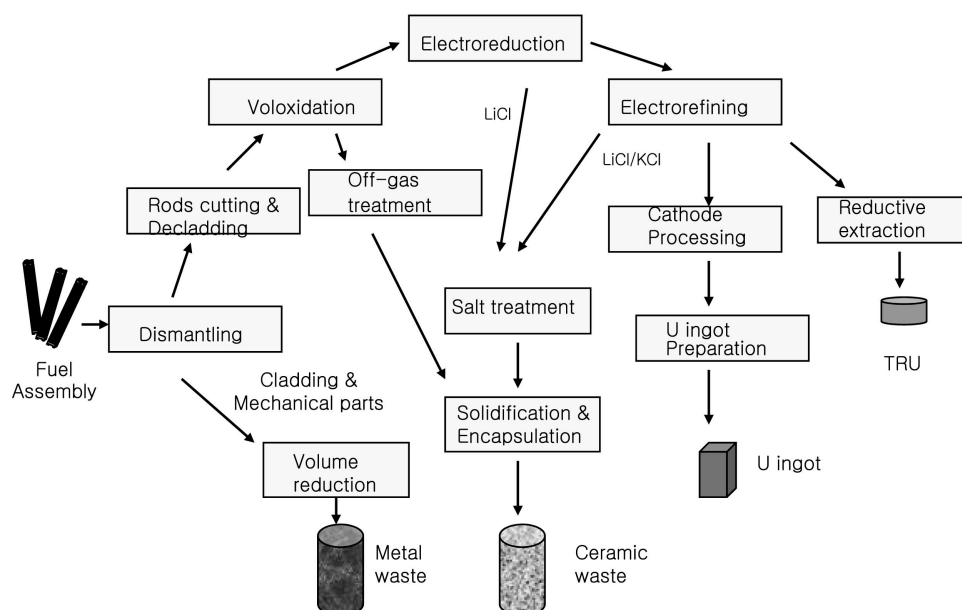 Electroreduction
Voloxidation
LiCl
Electrorefining
LiCl/KCl
Off-gas
treatment
Rods cutting &
Decladding
Cathode
Processing
Reductive
extraction
Salt treatment
Dismantling
U ingot
Preparation
Fuel
Assembly
TRU
Cladding &
Mechanical parts
Solidification &
Encapsulation
Volume
reduction
U ingot
Metal
waste
Ceramic
waste